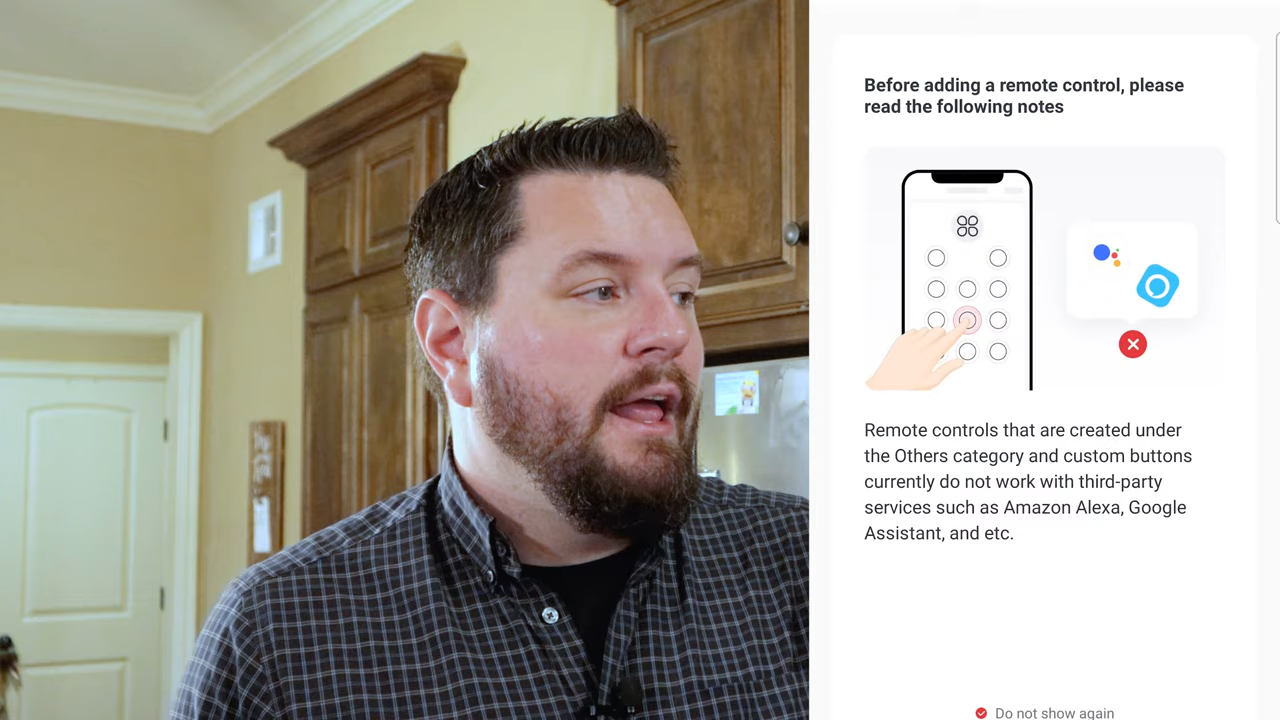 Before adding a remote control, please
read the following notes
Remote controls that are created under
the Others category and custom buttons
currently do not work with third-party
services such as Amazon Alexa, Google
Assistant, and etc.
Do not show again